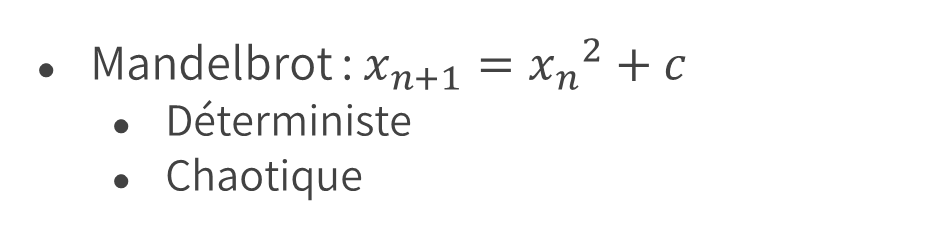 • Mandelbrot : xₙ₊₁ = xₙ² + c
• Déterministe
• Chaotique